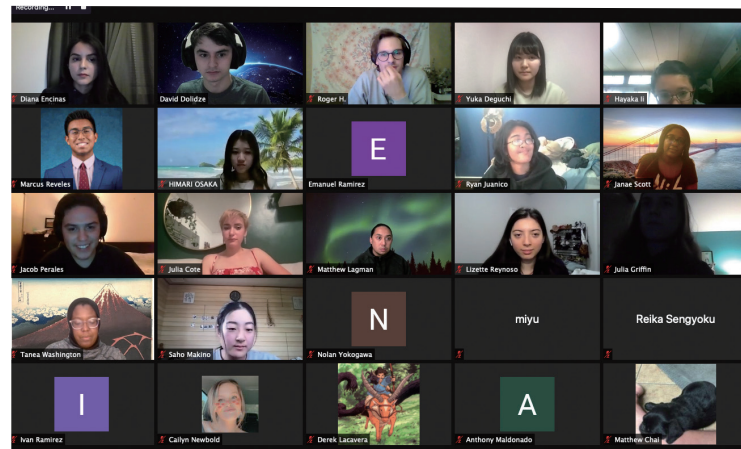 Recording...
Diana Encinas
David Dolidze
Roger H.
Yuka Deguchi
Hayaka Ii
Marcus Reveles
HIMARI OSAKA
E
Emanuel Ramirez
Ryan Juanico
Janae Scott
Jacob Perales
Julia Cote
Matthew Lagman
Lizette Reynoso
Julia Griffin
Tanea Washington
Saho Makino
N
Nolan Yokogawa
miyu
Reika Sengyoku
I
Ivan Ramirez
Cailyn Newbold
Derek Lacavera
A
Anthony Maldonado
Matthew Chai